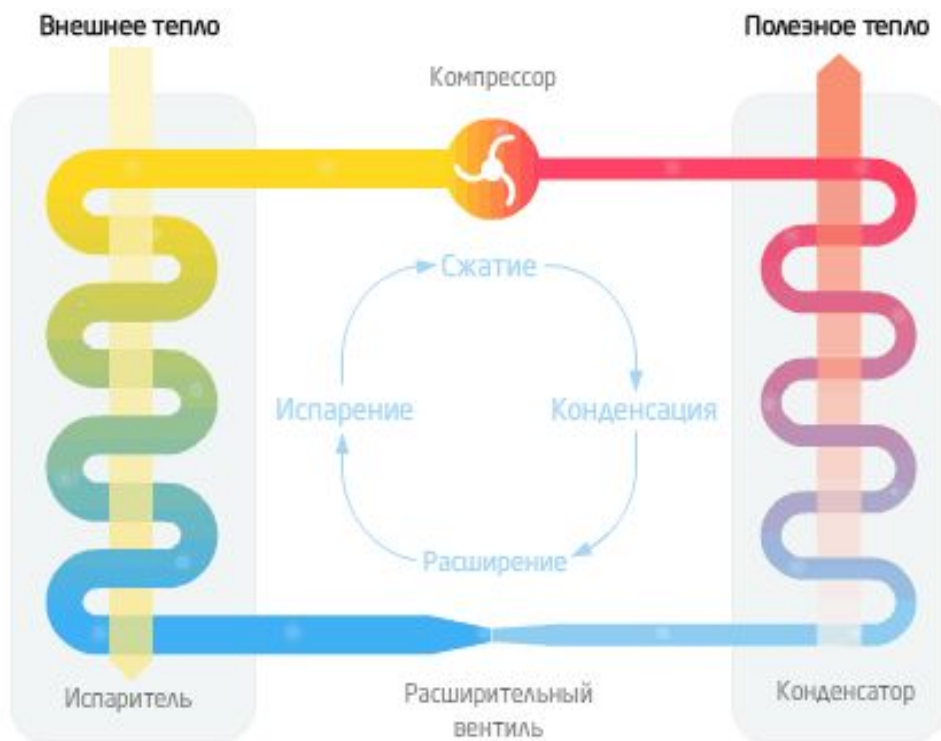 Внешнее тепло
Полезное тепло
Компрессор
Сжатие
Испарение
Конденсация
Расширение
Испаритель
Расширительный
вентиль
Конденсатор